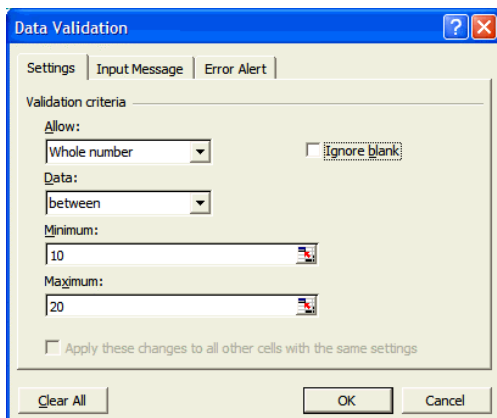 Data Validation
Settings Input Message Error Alert
Validation criteria
Allow:
Whole number Ignore blank
Data:
between
Minimum:
10
Maximum:
20
Apply these changes to all other cells with the same settings
Clear All OK Cancel